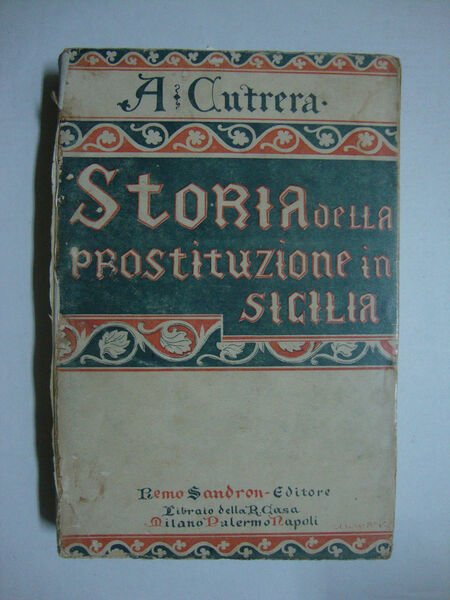 A. Cutrera.
Storia della
prostituzione in
Sicilia
Remo Sandron - Editore
Libraio della R. Casa
Milano Palermo Napoli